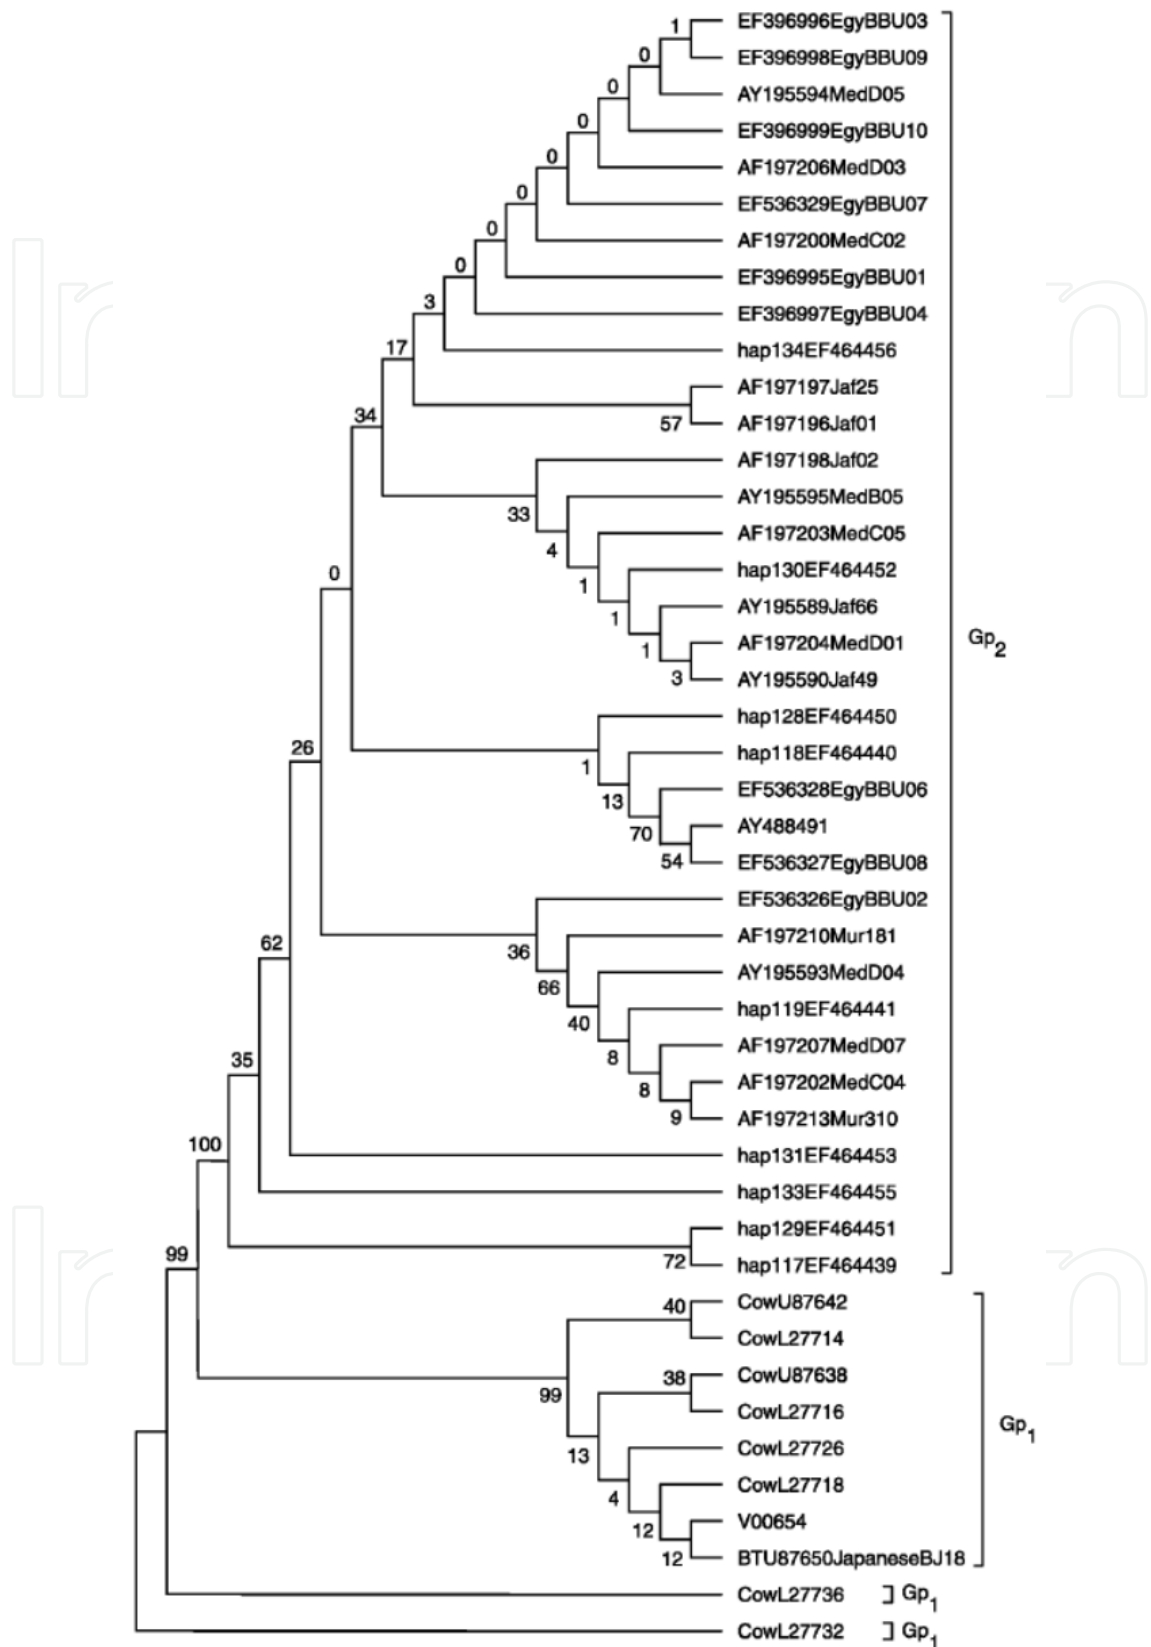 1
EF396996EgyBBU03
0
EF396998EgyBBU09
0
AY195594MedD05
0
EF396999EgyBBU10
0
AF197206MedD03
0
EF536329EgyBBU07
0
AF197200MedC02
0
EF396995EgyBBU01
3
EF396997EgyBBU04
17
hap134EF464456
AF197197Jaf25
34
57
AF197196Jaf01
AF197198Jaf02
33
AY195595MedB05
4
AF197203MedC05
0
1
hap130EF464452
1
AY195589Jaf66
1
AF197204MedD01
Gp2
3
AY195590Jaf49
hap128EF464450
26
1
hap118EF464440
13
EF536328EgyBBU06
70
AY488491
54
EF536327EgyBBU08
EF536326EgyBBU02
62
36
AF197210Mur181
66
AY195593MedD04
40
hap119EF464441
35
8
AF197207MedD07
8
AF197202MedC04
9
AF197213Mur310
100
hap131EF464453
hap133EF464455
99
hap129EF464451
72
hap117EF464439
40
CowU87642
CowL27714
99
38
CowU87638
CowL27716
Gp1
13
CowL27726
4
CowL27718
12
V00654
12
BTU87650JapaneseBJ18
CowL27736 Gp1
CowL27732 Gp1